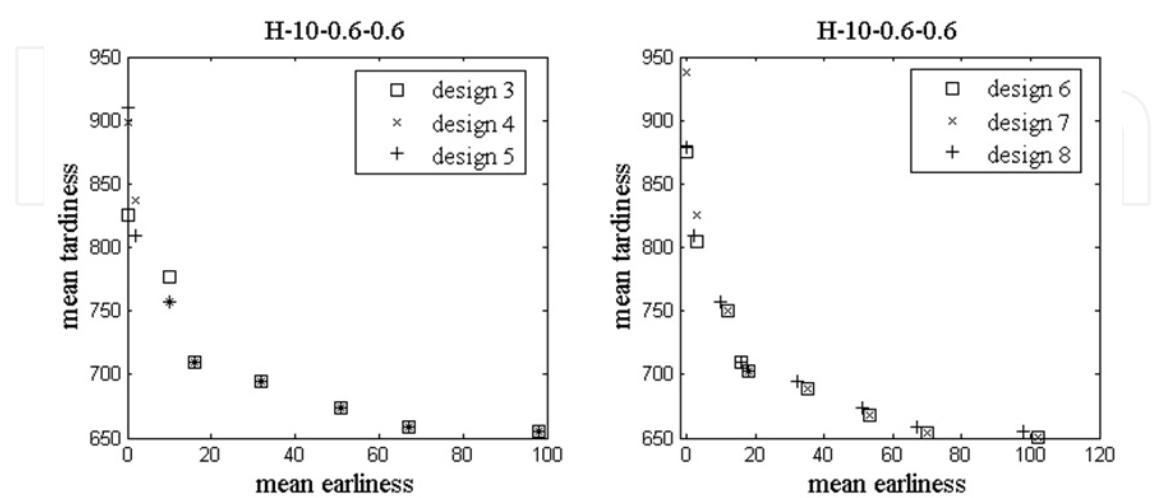 H-10-0.6-0.6
950
900
850
800
750
700
650
mean tardiness
design 3
design 4
design 5
0
20
40
60
80
100
mean earliness
H-10-0.6-0.6
950
900
850
800
750
700
650
mean tardiness
design 6
design 7
design 8
0
20
40
60
80
100
120
mean earliness